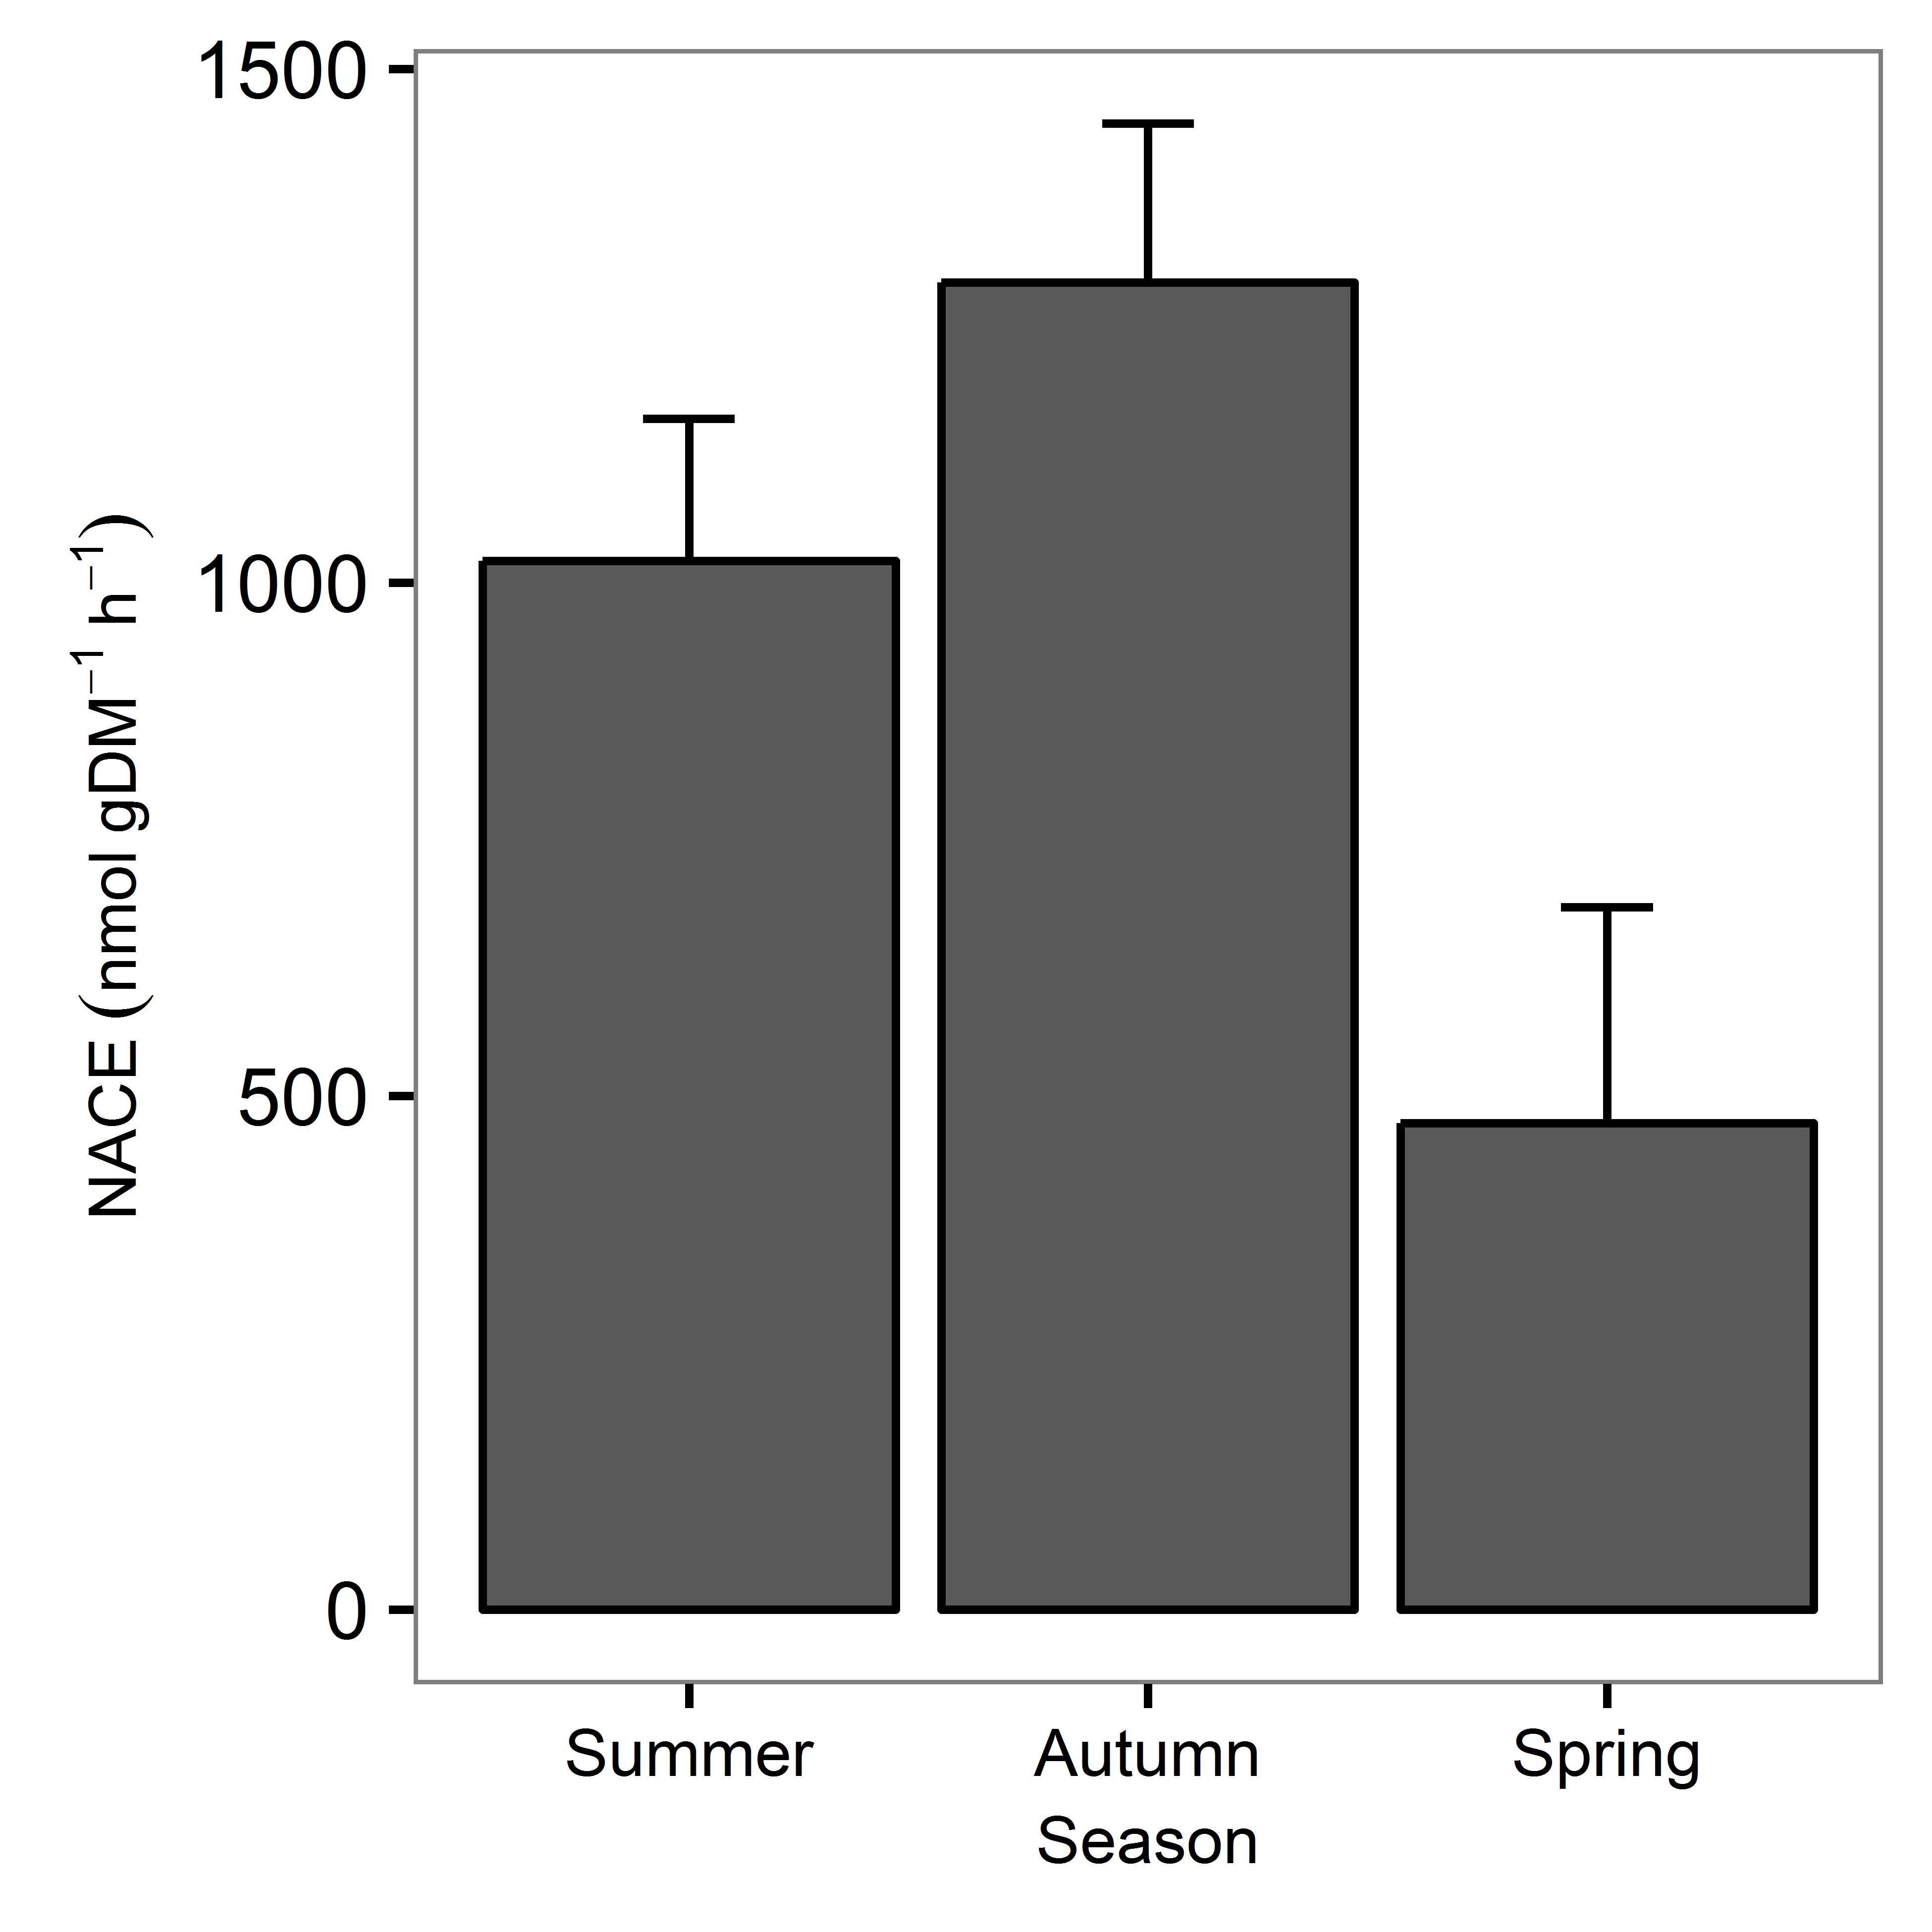 1500
1000
500
0
NACE (nmol gDM⁻¹ h⁻¹)
Summer Autumn Spring
Season